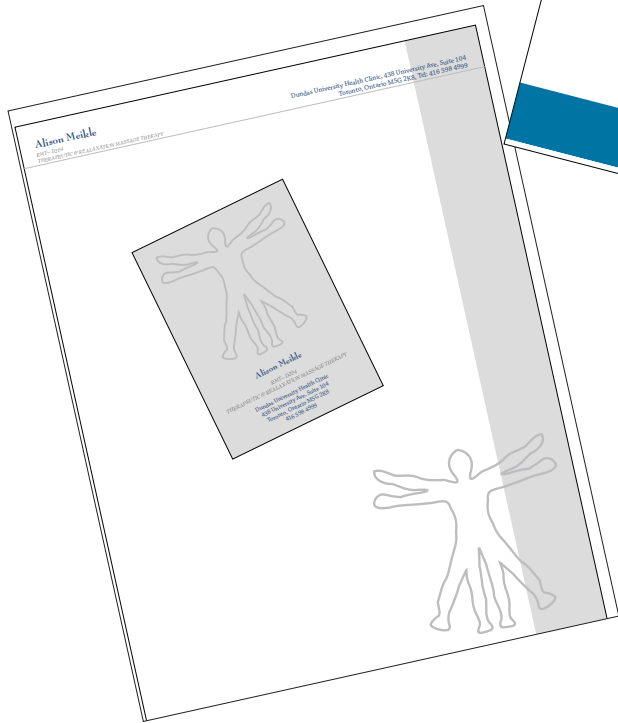 Alison Meikle
THERAPEUTIC & RELAXATION MASSAGE THERAPY
Dundas University Health Clinic, 438 University Ave, Suite 104
Toronto, Ontario M5G 2K8, Tel: 416 598 4999
Alison Meikle
THERAPEUTIC & RELAXATION MASSAGE THERAPY
Dundas University Health Clinic
438 University Ave, Suite 104
Toronto, Ontario M5G 2K8
416 598 4999